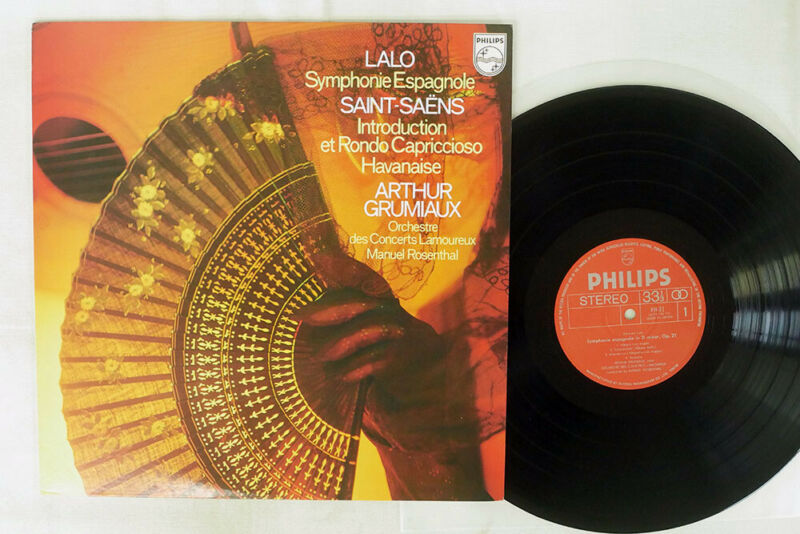 PHILIPS
LALO
Symphonie Espagnole
SAINT-SAËNS
Introduction
et Rondo Capriccioso
Havanaise
ARTHUR
GRUMIAUX
Orchestre
des Concerts Lamoureux
Manuel Rosenthal
PHILIPS
STEREO
33⅓
1
Symphonie espagnole in D minor, Op. 21